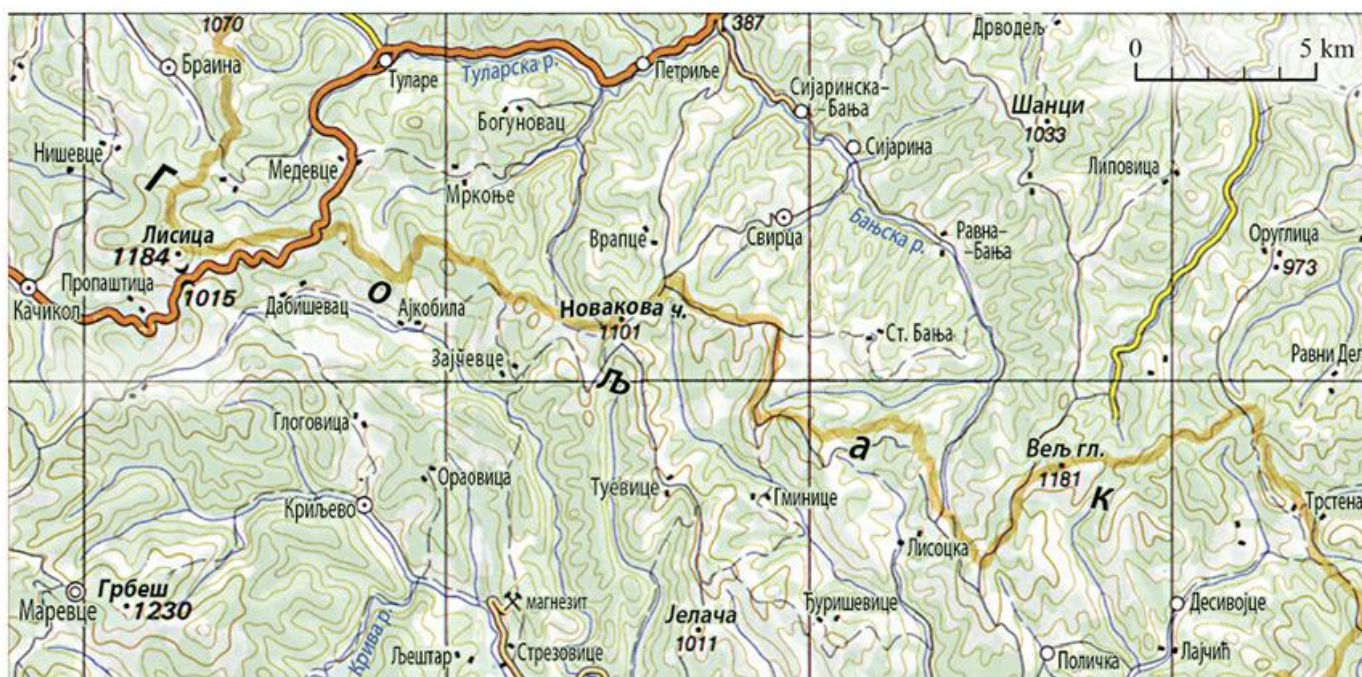 1070
387
Дрводељ
0 5 km
Браина
Туларе
Туларска р.
Петриље
Сијаринска-
-Бања
Шанци
1033
Богуновац
Нишевце
Медевце
Сијарина
Липовица
Мркоње
Г
Лисица
1184
Врапце
Свирца
Бањска р.
Равна-
-Бања
Оруглица
973
Пропаштица
1015
Качикол
Дабишевац
о
Ајкобила
Новакова ч.
1101
Зајчевце
Ст. Бања
Равни Дел
љ
Глоговица
а
Вељ гл.
1181
Ораовица
Туевице
Гминице
к
Трстена
Криљево
Лисоцка
Маревце
Грбеш
1230
магнезит
Јелача
1011
Ђуришевице
Десивојце
Крива р.
Љештар
Стрезовице
Поличка
Лајчић